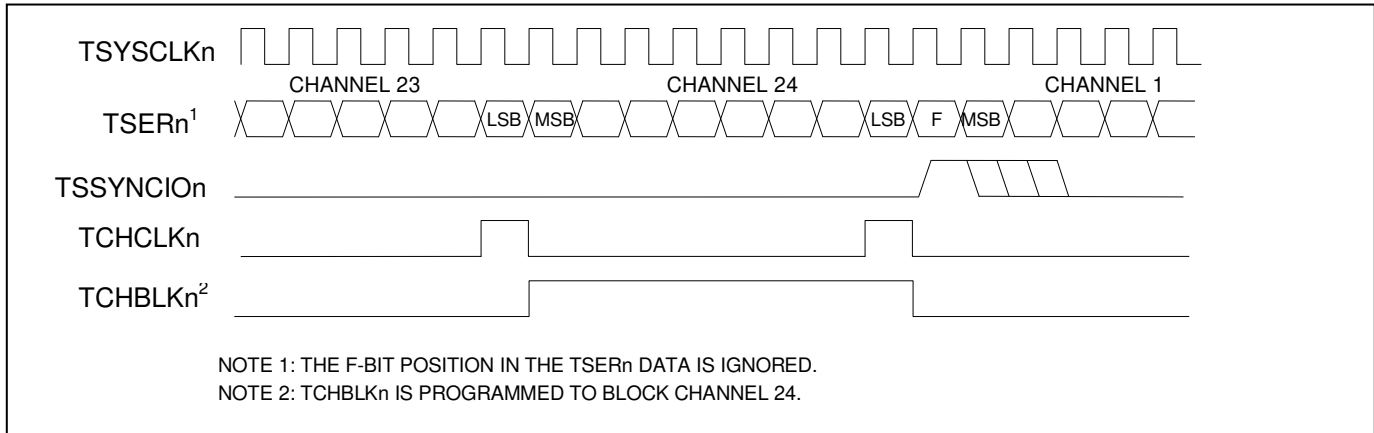 TSYSCLKn
CHANNEL 23 CHANNEL 24 CHANNEL 1
TSERn¹ LSB MSB LSB F MSB
TSSYNCIOn
TCHCLKn
TCHBLKn²
NOTE 1: THE F-BIT POSITION IN THE TSERn DATA IS IGNORED.
NOTE 2: TCHBLKn IS PROGRAMMED TO BLOCK CHANNEL 24.